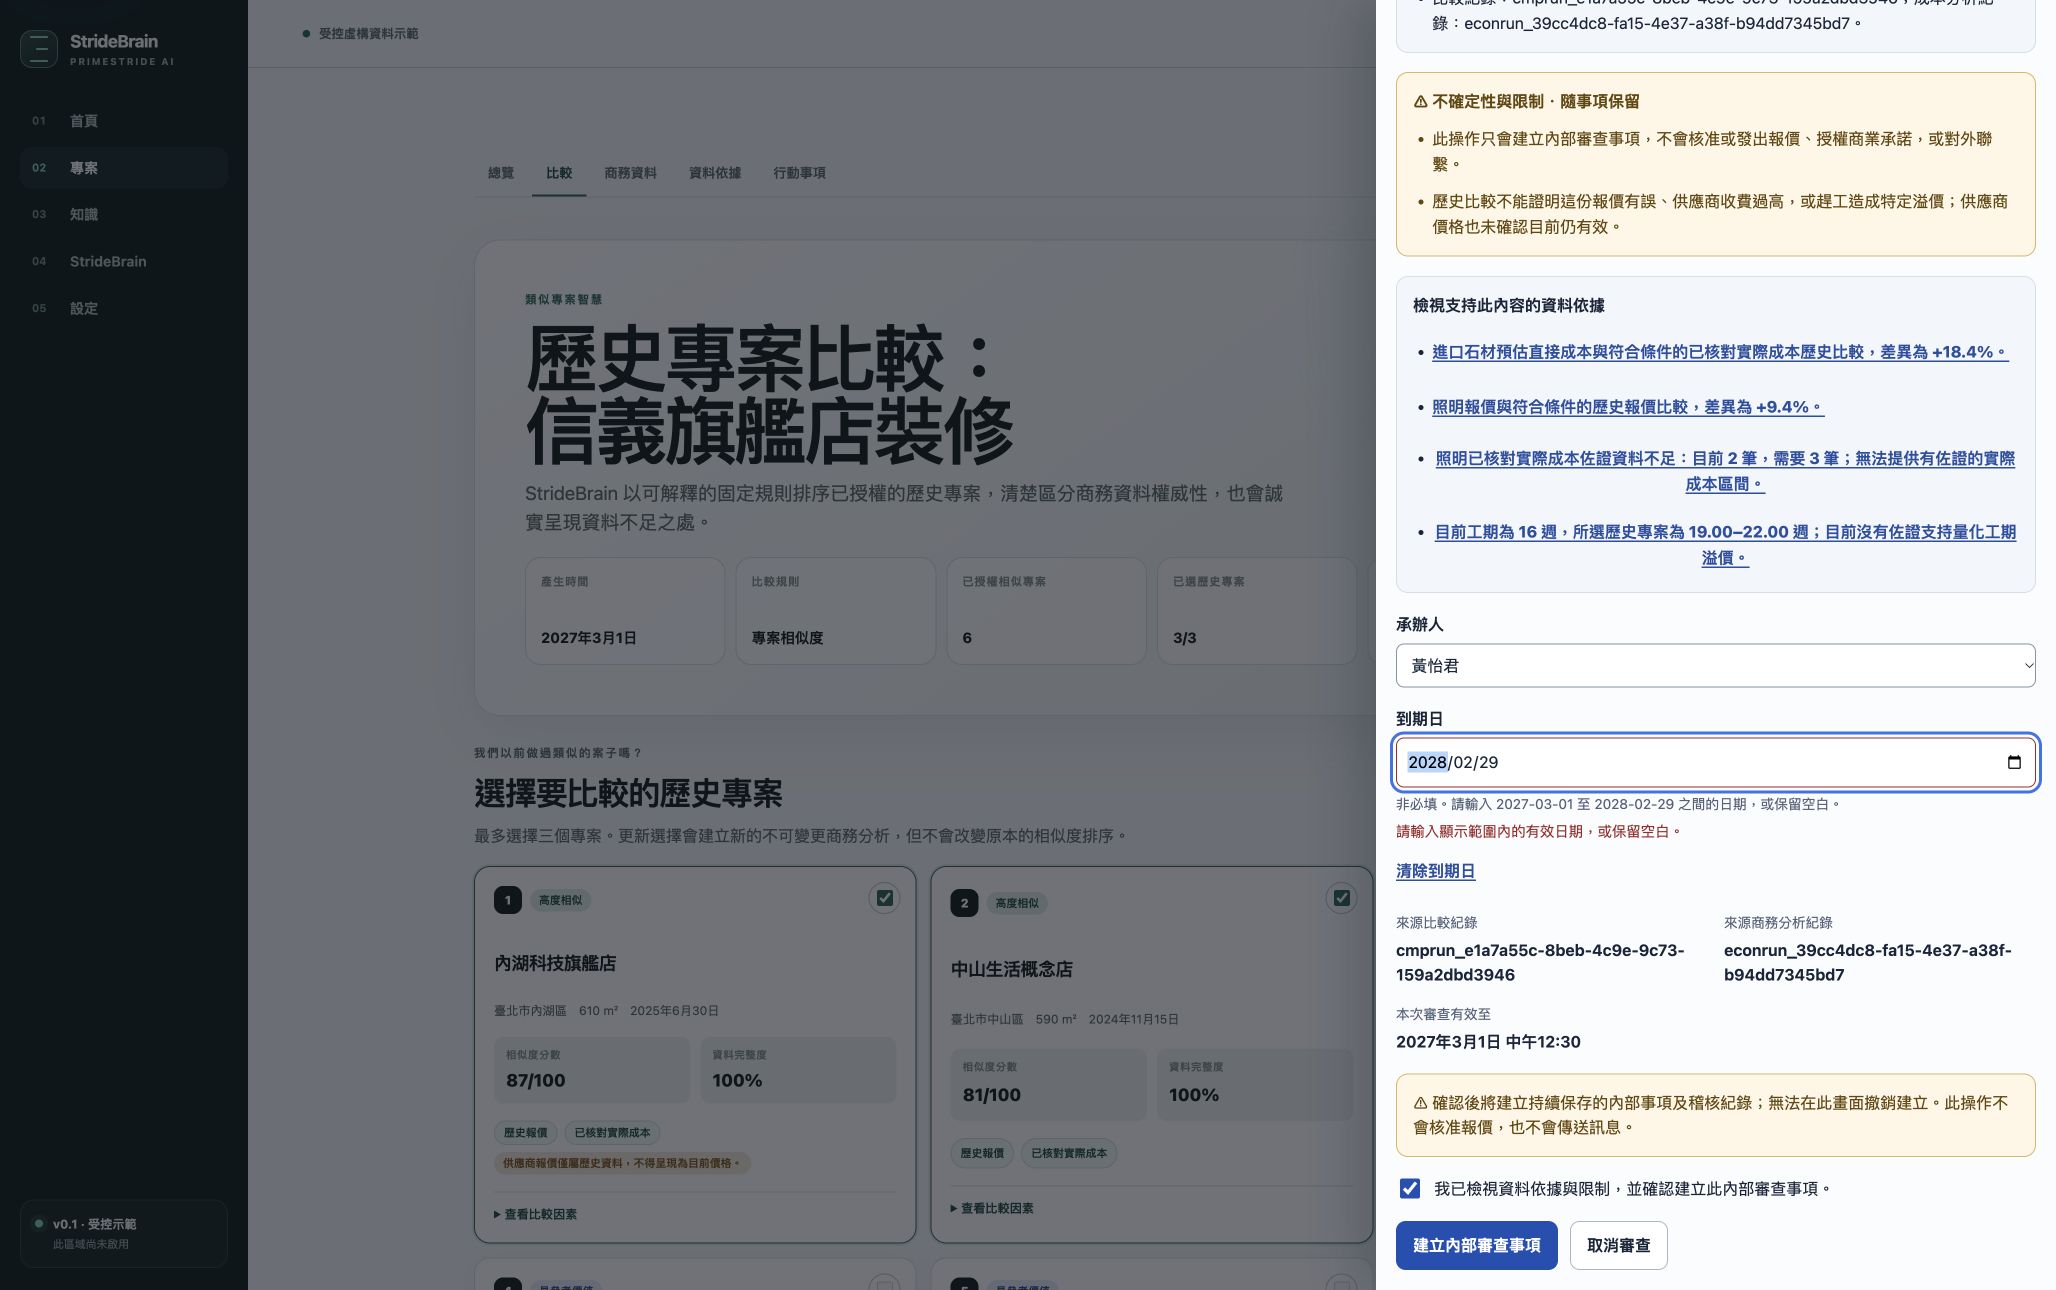 StrideBrain
PRIMESTRIDE AI
01 首頁
02 專案
03 知識
04 StrideBrain
05 設定
v0.1 · 受控示範
此區域尚未啟用
受控虛構資料示範
總覽 比較 商務資料 資料依據 行動事項
類似專案智慧
歷史專案比較：
信義旗艦店裝修
StrideBrain 以可解釋的固定規則排序已授權的歷史專案，清楚區分商務資料權威性，也會誠
實呈現資料不足之處。
產生時間
2027年3月1日
比較規則
專案相似度
已授權相似專案
6
已選歷史專案
3/3
我們以前做過類似的案子嗎？
選擇要比較的歷史專案
最多選擇三個專案。更新選擇會建立新的不可變更商務分析，但不會改變原本的相似度排序。
1 高度相似
內湖科技旗艦店
臺北市內湖區 610 m² 2025年6月30日
相似度分數
87/100
資料完整度
100%
歷史報價 已核對實際成本
供應商報價僅屬歷史資料，不得呈現為目前價格。
▸ 查看比較因素
2 高度相似
中山生活概念店
臺北市中山區 590 m² 2024年11月15日
相似度分數
81/100
資料完整度
100%
歷史報價 已核對實際成本
▸ 查看比較因素
錄：econrun_39cc4dc8-fa15-4e37-a38f-b94dd7345bd7。
⚠ 不確定性與限制 · 隨事項保留
• 此操作只會建立內部審查事項，不會核准或發出報價、授權商業承諾，或對外聯
繫。
• 歷史比較不能證明這份報價有誤、供應商收費過高，或趕工造成特定溢價；供應商
價格也未確認目前仍有效。
檢視支持此內容的資料依據
• 進口石材預估直接成本與符合條件的已核對實際成本歷史比較，差異為 +18.4%。
• 照明報價與符合條件的歷史報價比較，差異為 +9.4%。
• 照明已核對實際成本佐證資料不足：目前 2 筆，需要 3 筆；無法提供有佐證的實際
成本區間。
• 目前工期為 16 週，所選歷史專案為 19.00–22.00 週；目前沒有佐證支持量化工期
溢價。
承辦人
黃怡君
到期日
2028/02/29
非必填。請輸入 2027-03-01 至 2028-02-29 之間的日期，或保留空白。
請輸入顯示範圍內的有效日期，或保留空白。
清除到期日
來源比較紀錄
cmprun_e1a7a55c-8beb-4c9e-9c73-
159a2dbd3946
來源商務分析紀錄
econrun_39cc4dc8-fa15-4e37-a38f-
b94dd7345bd7
本次審查有效至
2027年3月1日 中午12:30
⚠ 確認後將建立持續保存的內部事項及稽核紀錄；無法在此畫面撤銷建立。此操作不
會核准報價，也不會傳送訊息。
我已檢視資料依據與限制，並確認建立此內部審查事項。
建立內部審查事項 取消審查